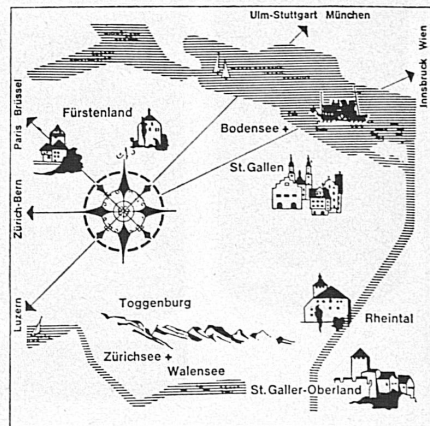 Ulm-Stuttgart München
Innsbruck Wien
Paris Brüssel
Fürstenland
Bodensee +
St. Gallen
Zürich-Bern
Luzern
Toggenburg
Rheintal
Zürichsee +
Walensee
St. Galler-Oberland